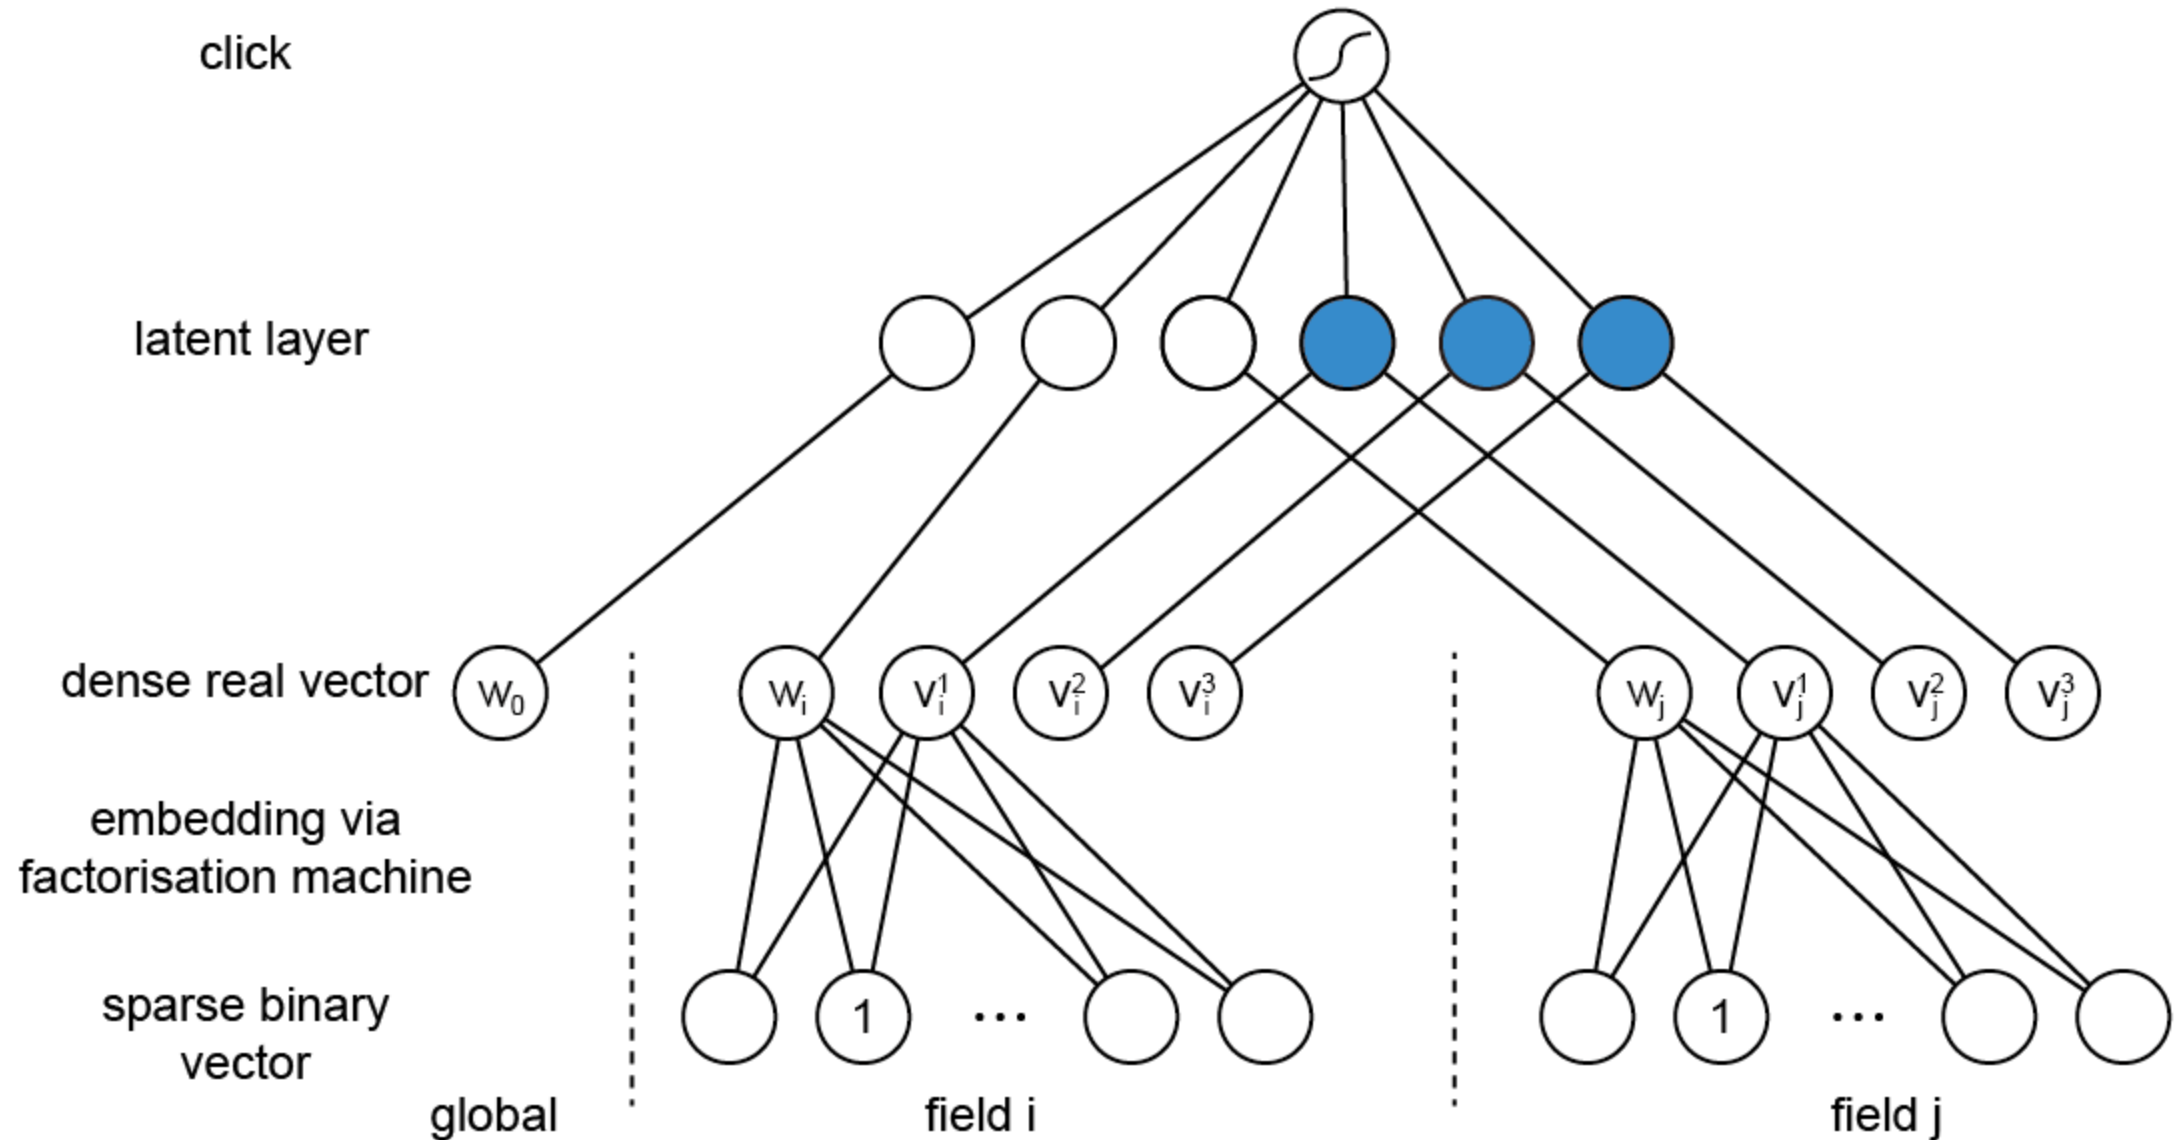 click
latent layer
dense real vector
w0 wi vi1 vi2 vi3 wj vj1 vj2 vj3
embedding via
factorisation machine
sparse binary
vector
1 ... 1 ...
global field i field j